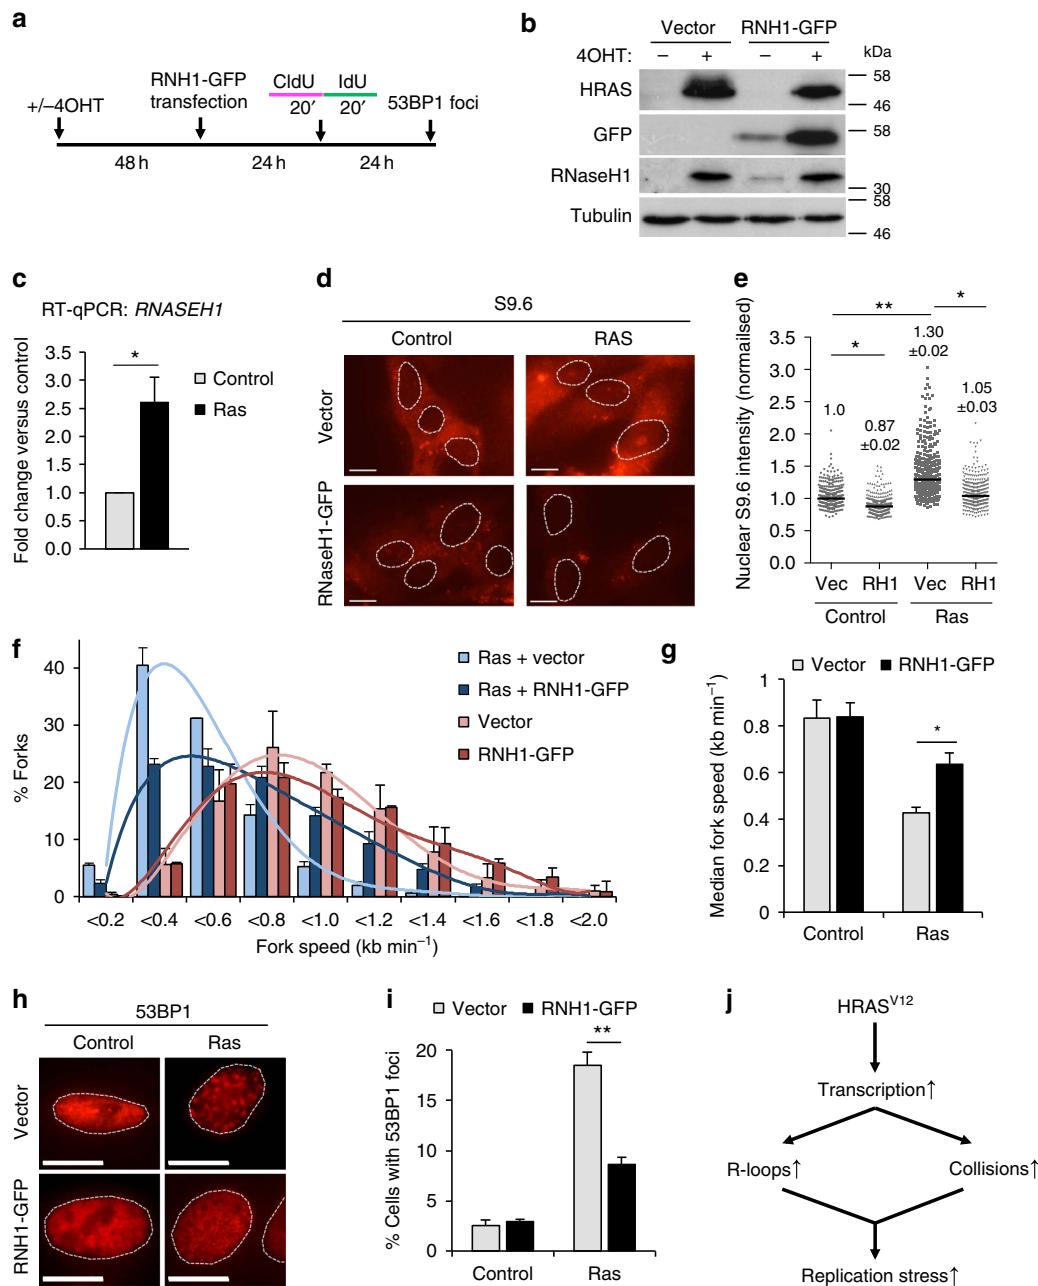 a
+/–4OHT
RNH1-GFP
transfection
CldU IdU
20′ 20′
53BP1 foci
48 h 24 h 24 h
b
Vector RNH1-GFP
4OHT: – + – + kDa
HRAS
58
46
GFP
58
RNaseH1
30
Tubulin
58
46
c
RT-qPCR: RNASEH1
Fold change versus control
3.5
3.0
2.5
2.0
1.5
1.0
0.5
0.0
*
Control
Ras
d
S9.6
Control RAS
Vector
RNaseH1-GFP
e
Nuclear S9.6 intensity (normailsed)
3.5
3.0
2.5
2.0
1.5
1.0
0.5
0.0
** *
*
1.0
0.87
±0.02
1.30
±0.02
1.05
±0.03
Vec RH1 Vec RH1
Control Ras
f
% Forks
40
30
20
10
0
Ras + vector
Ras + RNH1-GFP
Vector
RNH1-GFP
<0.2 <0.4 <0.6 <0.8 <1.0 <1.2 <1.4 <1.6 <1.8 <2.0
Fork speed (kb min⁻¹)
g
Vector RNH1-GFP
Median fork speed (kb min⁻¹)
1
0.8
0.6
0.4
0.2
0
*
Control Ras
h
53BP1
Control Ras
Vector
RNH1-GFP
i
Vector RNH1-GFP
% Cells with 53BP1 foci
20
15
10
5
0
**
Control Ras
j
HRASV12
Transcription↑
R-loops↑ Collisions↑
Replication stress↑